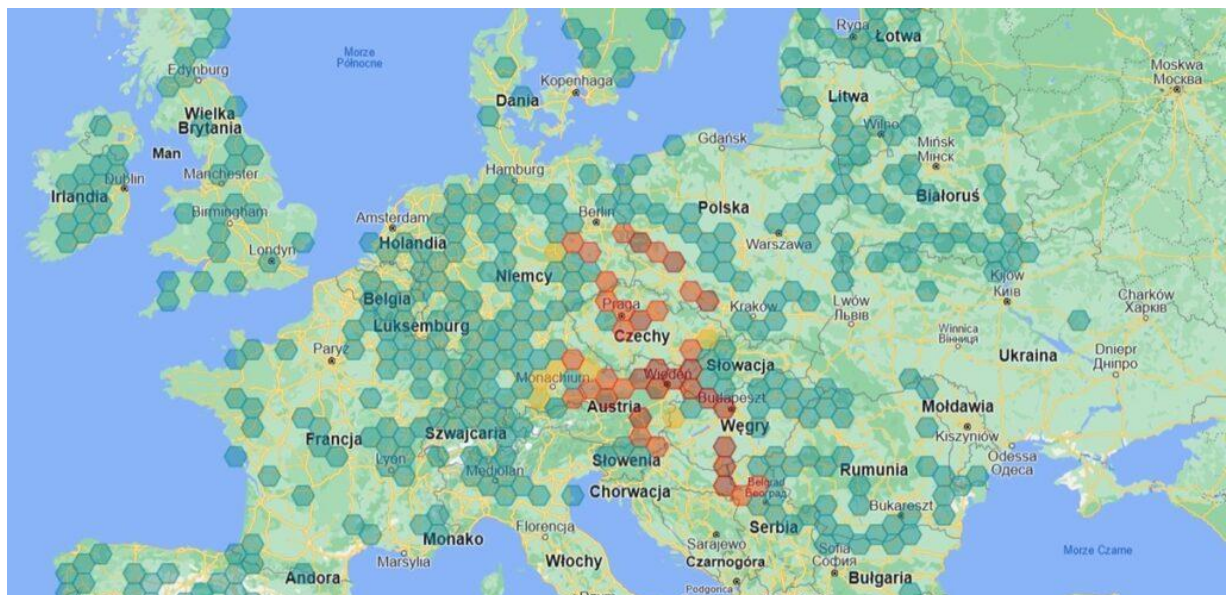 Ryga
Łotwa
Morze
Północne
Edynburg
Moskwa
Москва
Kopenhaga
Dania
Wielka
Brytania
Litwa
Wilno
Gdańsk
Mińsk
Мінск
Man
Dublin
Manchester
Hamburg
Irlandia
Białoruś
Polska
Birmingham
Amsterdam
Berlin
Holandia
Warszawa
Londyn
Niemcy
Kijów
Київ
Belgia
Praga
Kraków
Lwów
Львів
Charków
Харків
Luksemburg
Czechy
Winnica
Вінниця
Paryż
Ukraina
Dniepr
Дніпро
Słowacja
Monachium
Wiedeń
Austria
Budapeszt
Mołdawia
Węgry
Francja
Szwajcaria
Kiszyniów
Odessa
Одеса
Lyon
Słowenia
Rumunia
Mediolan
Belgrad
Београд
Chorwacja
Bukareszt
Serbia
Florencja
Monako
Sarajewo
Sofia
София
Morze Czarne
Marsylia
Włochy
Czarnogóra
Andora
Bułgaria
Podgorica